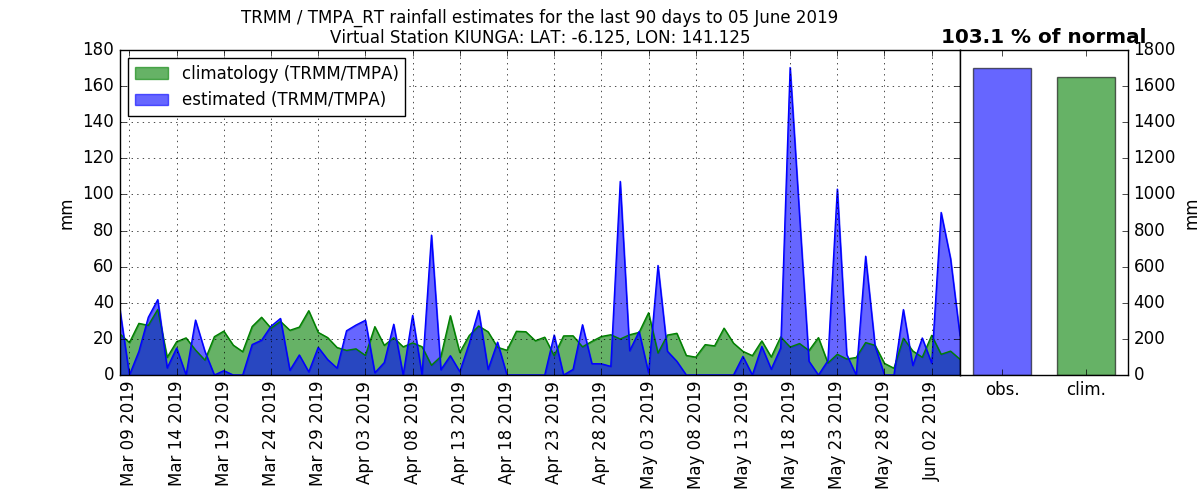 TRMM / TMPA_RT rainfall estimates for the last 90 days to 05 June 2019
Virtual Station KIUNGA: LAT: -6.125, LON: 141.125
103.1 % of normal
climatology (TRMM/TMPA)
estimated (TRMM/TMPA)
mm
180
160
140
120
100
80
60
40
20
0
Mar 09 2019
Mar 14 2019
Mar 19 2019
Mar 24 2019
Mar 29 2019
Apr 03 2019
Apr 08 2019
Apr 13 2019
Apr 18 2019
Apr 23 2019
Apr 28 2019
May 03 2019
May 08 2019
May 13 2019
May 18 2019
May 23 2019
May 28 2019
Jun 02 2019
obs.
clim.
1800
1600
1400
1200
1000
800
600
400
200
0
mm